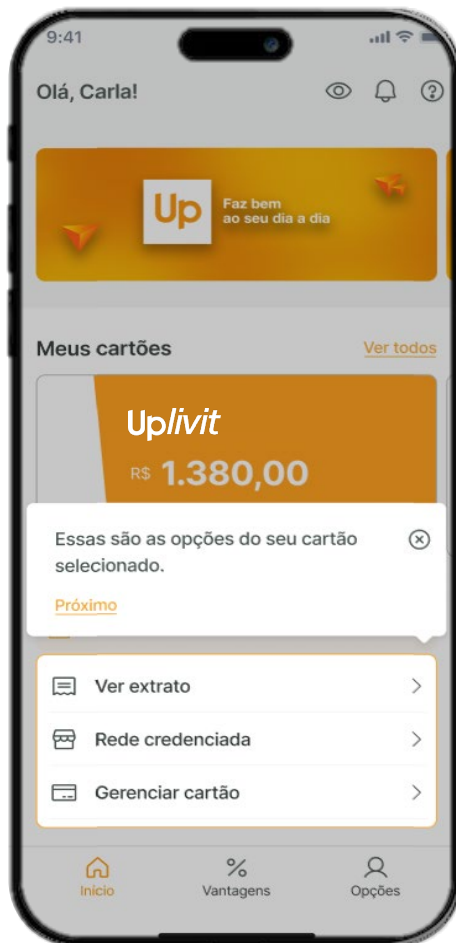 9:41
Olá, Carla!
Up
Faz bem
ao seu dia a dia
Meus cartões
Ver todos
Uplivit
R$ 1.380,00
Essas são as opções do seu cartão
selecionado.
Próximo
Ver extrato
Rede credenciada
Gerenciar cartão
Início
Vantagens
Opções